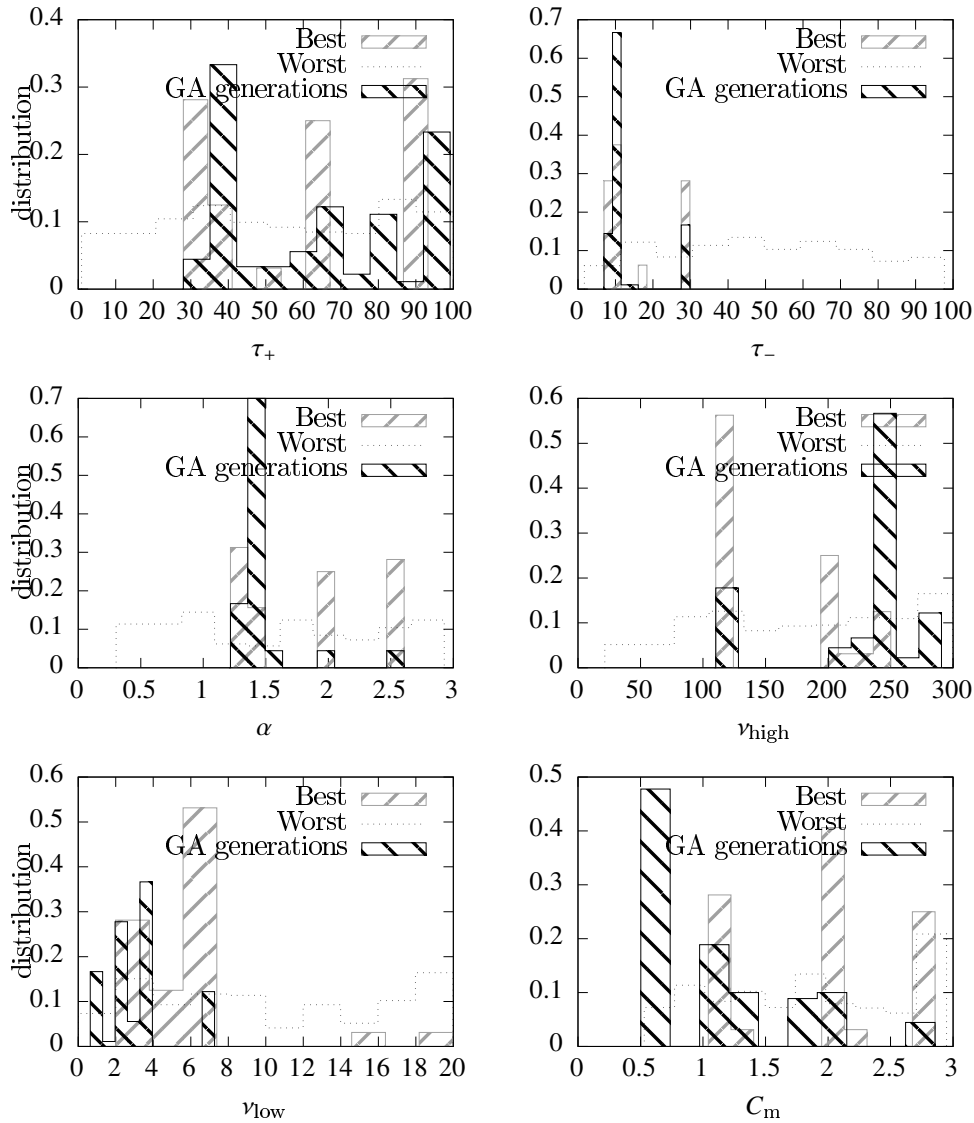 0.4
0.3
0.2
0.1
0
distribution
Best
Worst
GA generations
0 10 20 30 40 50 60 70 80 90 100
τ+
0.7
0.6
0.5
0.4
0.3
0.2
0.1
0
Best
Worst
GA generations
0 10 20 30 40 50 60 70 80 90 100
τ−
0.7
0.6
0.5
0.4
0.3
0.2
0.1
0
distribution
Best
Worst
GA generations
0 0.5 1 1.5 2 2.5 3
α
0.6
0.5
0.4
0.3
0.2
0.1
0
Best
Worst
GA generations
0 50 100 150 200 250 300
νhigh
0.6
0.5
0.4
0.3
0.2
0.1
0
distribution
Best
Worst
GA generations
0 2 4 6 8 10 12 14 16 18 20
νlow
0.5
0.4
0.3
0.2
0.1
0
Best
Worst
GA generations
0 0.5 1 1.5 2 2.5 3
Cm